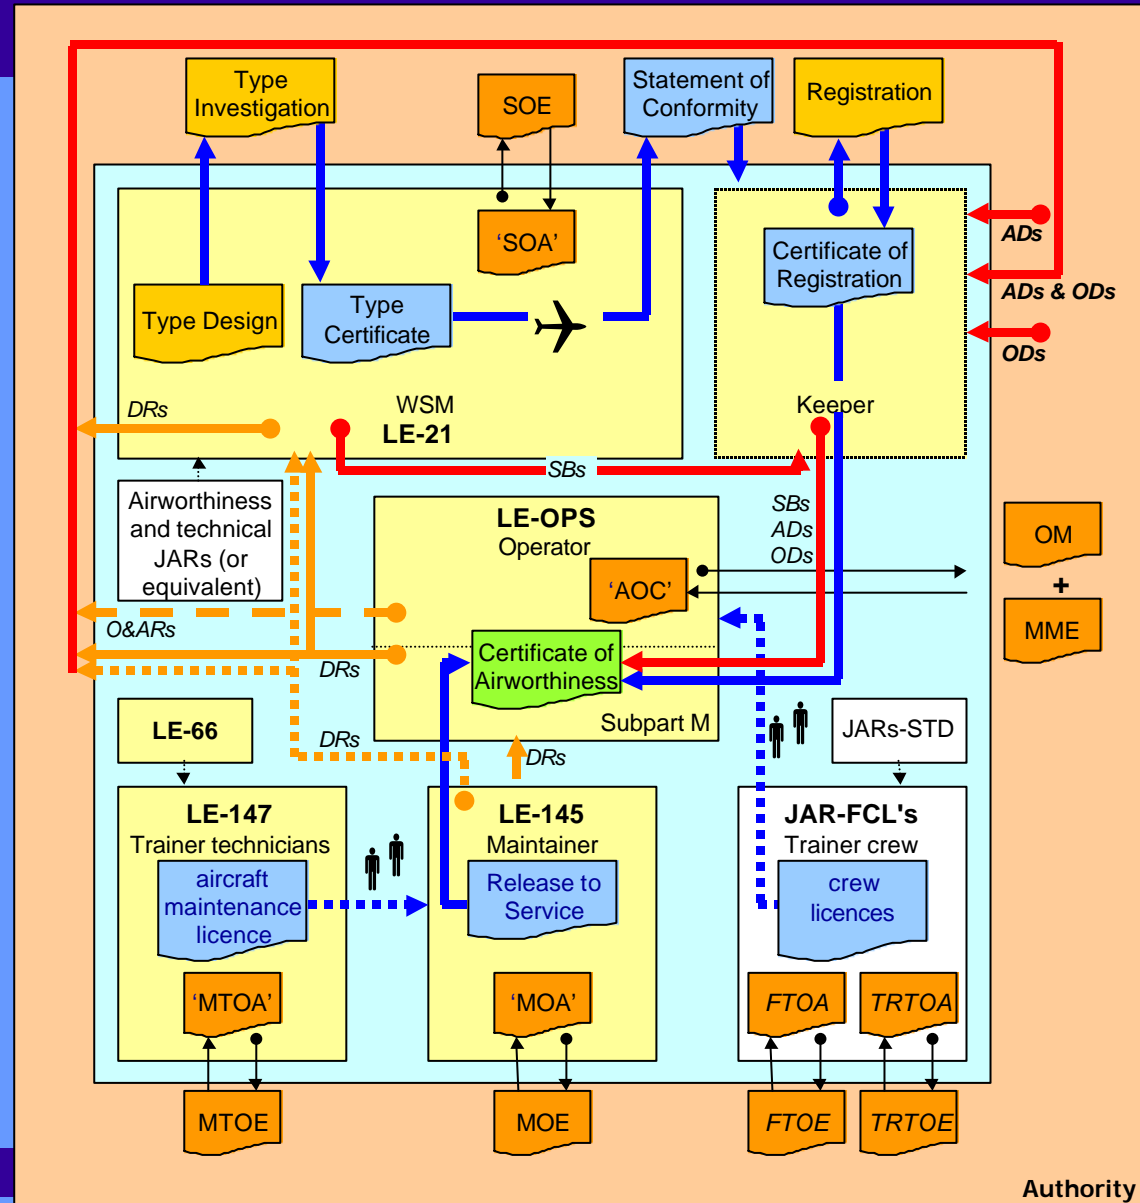 Type
Investigation
SOE
Statement of
Conformity
Registration
'SOA'
Certificate of
Registration
ADs
ADs & ODs
ODs
Type Design
Type
Certificate
DRs
WSM
LE-21
Keeper
SBs
Airworthiness
and technical
JARs (or
equivalent)
LE-OPS
Operator
SBs
ADs
ODs
'AOC'
OM
+
MME
O&ARs
DRs
Certificate of
Airworthiness
Subpart M
LE-66
DRs
DRs
JARs-STD
LE-147
Trainer technicians
aircraft
maintenance
licence
'MTOA'
LE-145
Maintainer
Release to
Service
'MOA'
JAR-FCL's
Trainer crew
crew
licences
FTOA
TRTOA
MTOE
MOE
FTOE
TRTOE
Authority